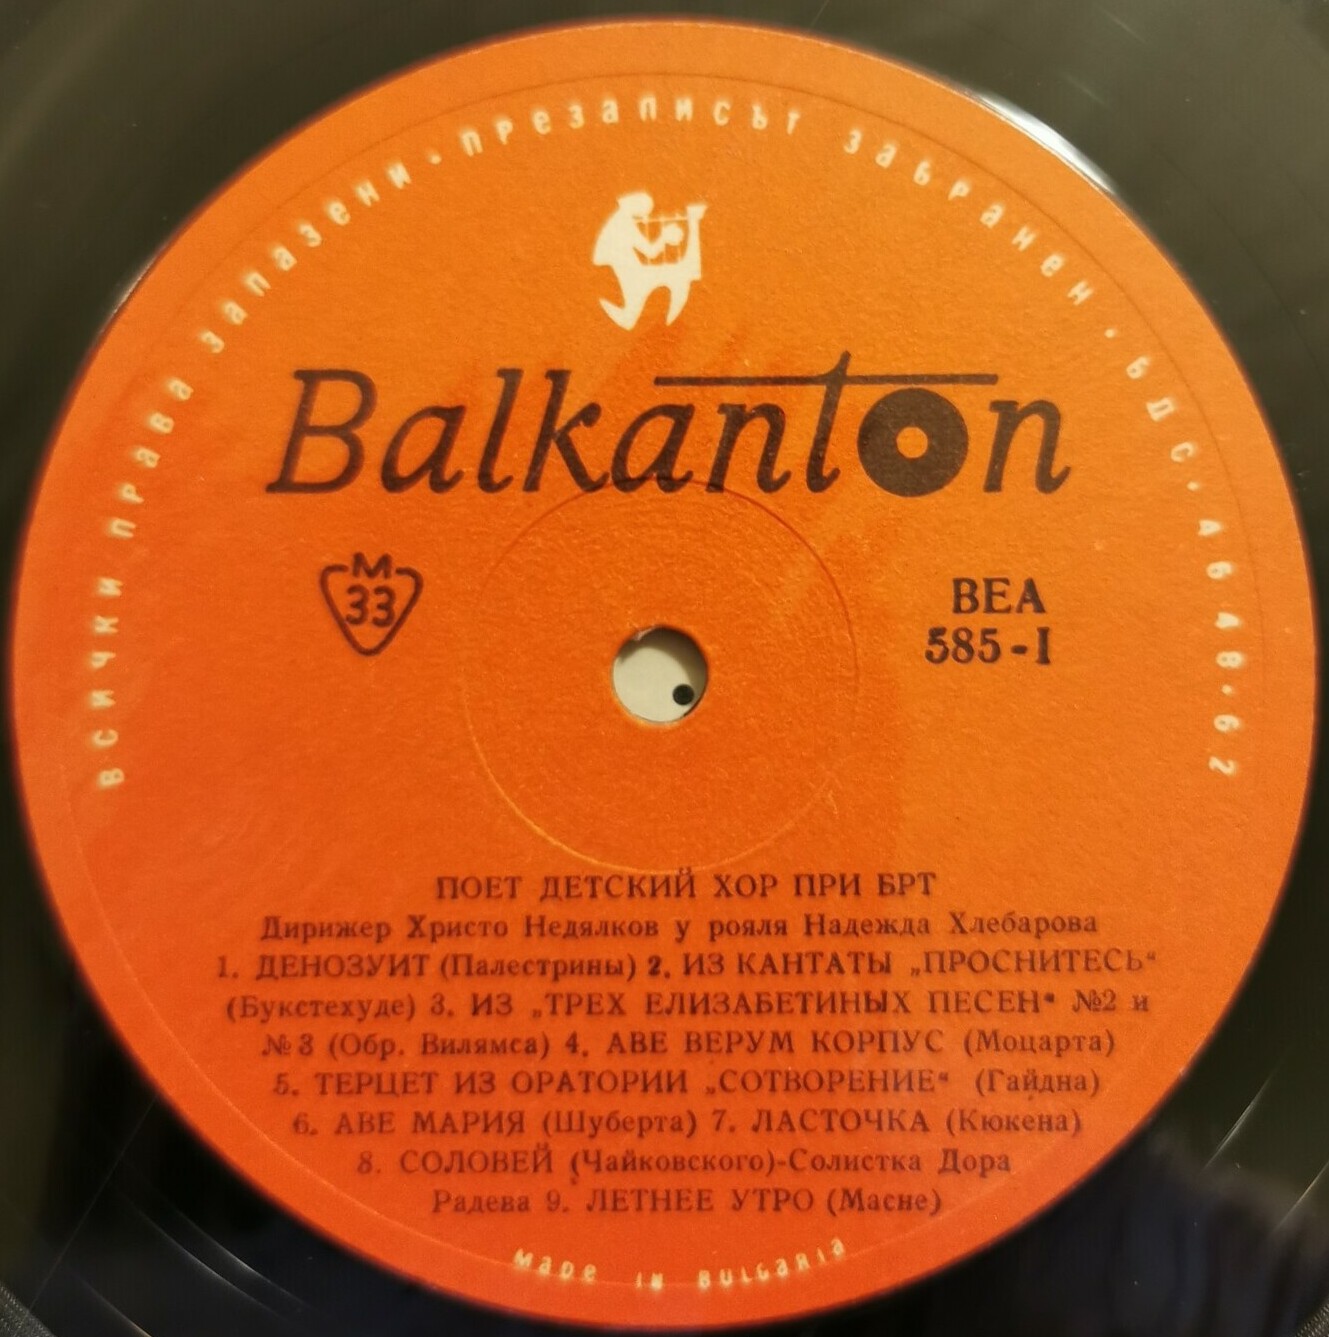 всички права запазени · презаписът забранен · бдс · 4648 · 62
Balkanton
М
33
ВЕА
585-I
ПОЕТ ДЕТСКИЙ ХОР ПРИ БРТ
Дирижер Христо Недялков у рояля Надежда Хлебарова
1. ДЕНОЗУИТ (Палестрины) 2. ИЗ КАНТАТЫ „ПРОСНИТЕСЬ“
(Букстехуде) 3. ИЗ „ТРЕХ ЕЛИЗАБЕТИНЫХ ПЕСЕН“ №2 и
№3 (Обр. Вилямса) 4. АВЕ ВЕРУМ КОРПУС (Моцарта)
5. ТЕРЦЕТ ИЗ ОРАТОРИИ „СОТВОРЕНИЕ“ (Гайдна)
6. АВЕ МАРИЯ (Шуберта) 7. ЛАСТОЧКА (Кюкена)
8. СОЛОВЕЙ (Чайковского)-Солистка Дора
Радева 9. ЛЕТНЕЕ УТРО (Масне)
made in Bulgaria